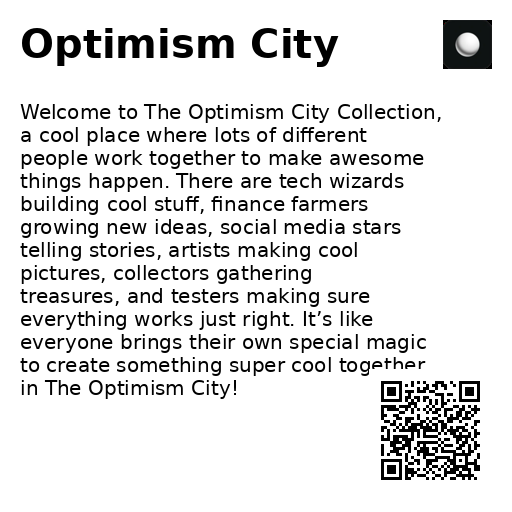 Optimism City
Welcome to The Optimism City Collection,
a cool place where lots of different
people work together to make awesome
things happen. There are tech wizards
building cool stuff, finance farmers
growing new ideas, social media stars
telling stories, artists making cool
pictures, collectors gathering
treasures, and testers making sure
everything works just right. It’s like
everyone brings their own special magic
to create something super cool together
in The Optimism City!